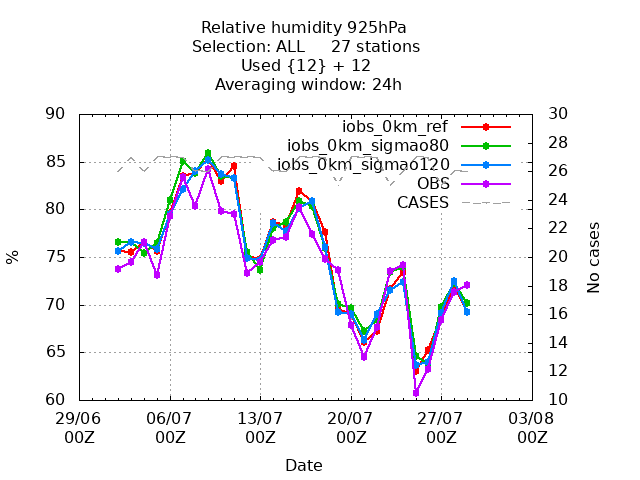 Relative humidity 925hPa
Selection: ALL     27 stations
Used {12} + 12
Averaging window: 24h
90
85
80
75
70
65
60
%
30
28
26
24
22
20
18
16
14
12
10
No cases
iobs_0km_ref
iobs_0km_sigmao80
iobs_0km_sigmao120
OBS
CASES
29/06 06/07 13/07 20/07 27/07 03/08
00Z 00Z 00Z 00Z 00Z 00Z
Date